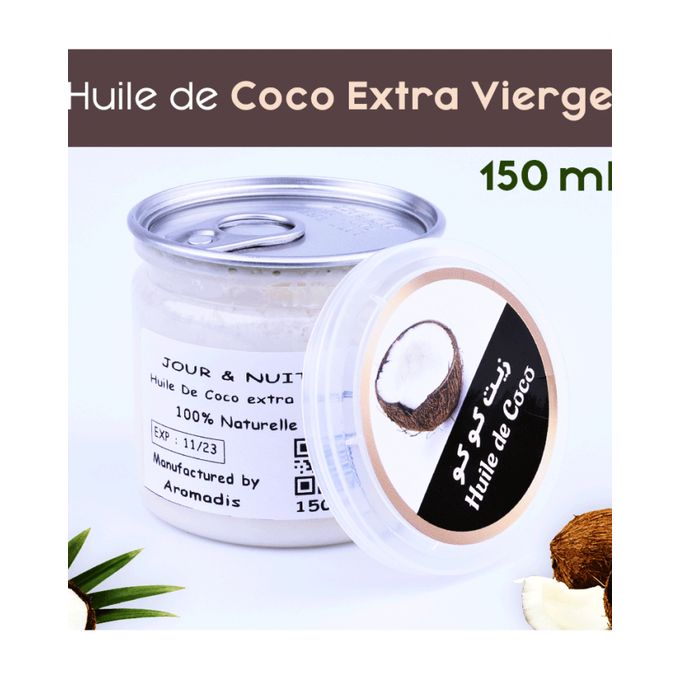 Huile de Coco Extra Vierge
150 ml
JOUR & NUIT
Huile De Coco extra
100% Naturelle
EXP : 11/23
Manufactured by
Aromadis
150
زيت كوكو
Huile de Coco